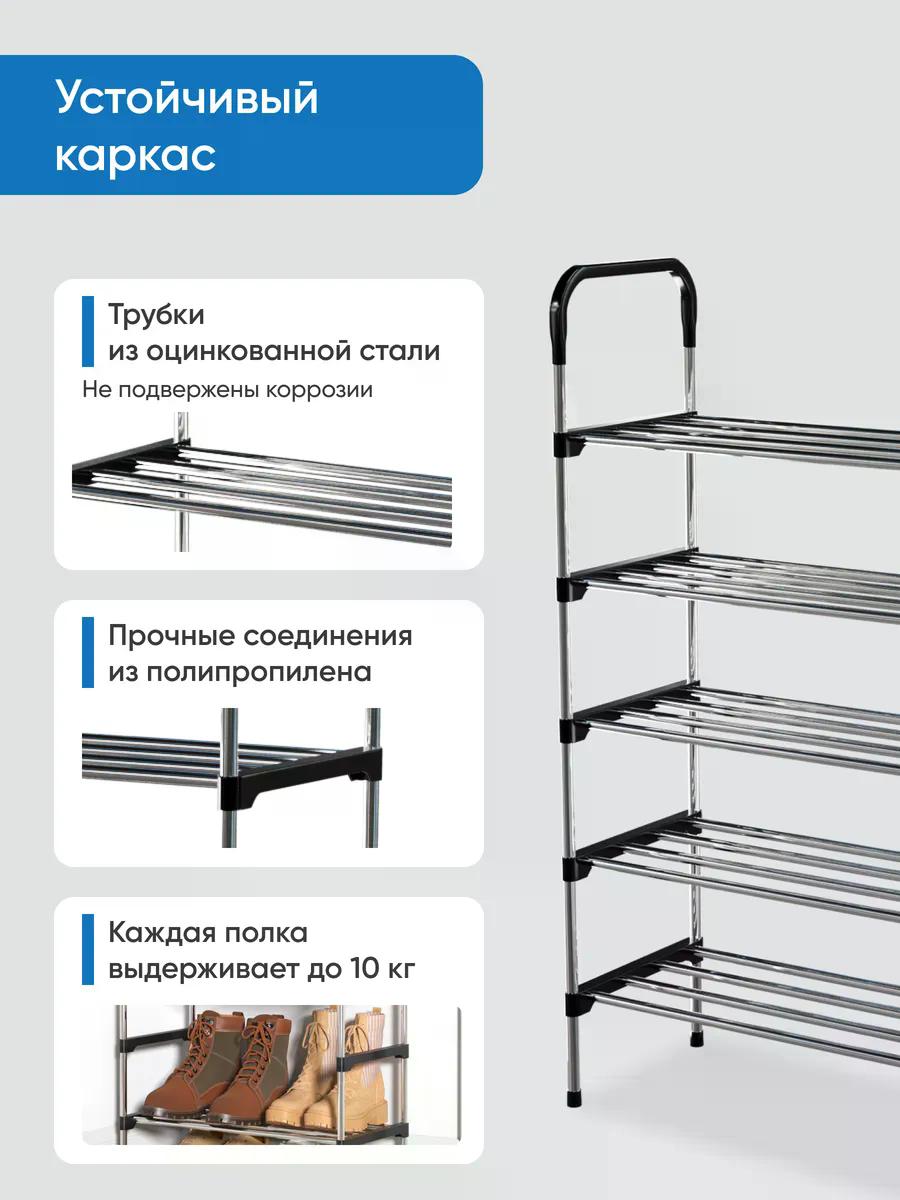 Устойчивый
каркас
Трубки
из оцинкованной стали
Не подвержены коррозии
Прочные соединения
из полипропилена
Каждая полка
выдерживает до 10 кг